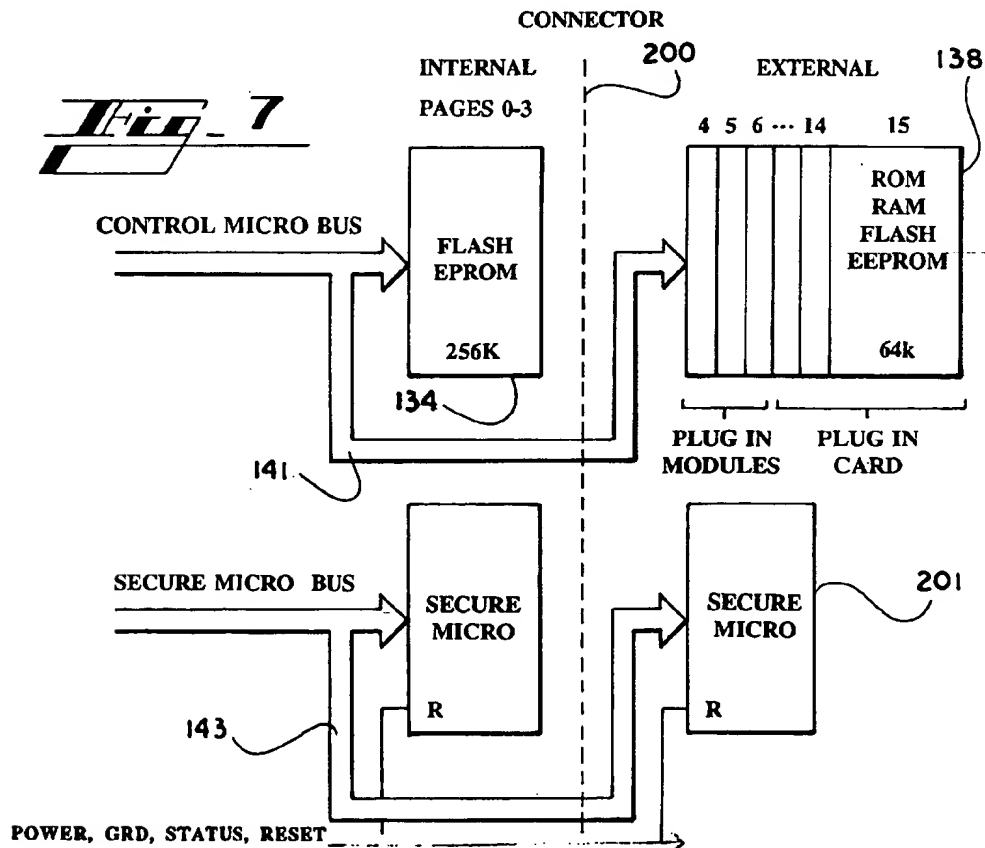 CONNECTOR
Fig_ 7
INTERNAL
PAGES 0-3
200
EXTERNAL
138
4 5 6 ... 14 15
CONTROL MICRO BUS
FLASH
EPROM
256K
134
ROM
RAM
FLASH
EEPROM
64k
PLUG IN
MODULES
PLUG IN
CARD
141
SECURE MICRO BUS
SECURE
MICRO
R
SECURE
MICRO
R
201
143
POWER, GRD, STATUS, RESET